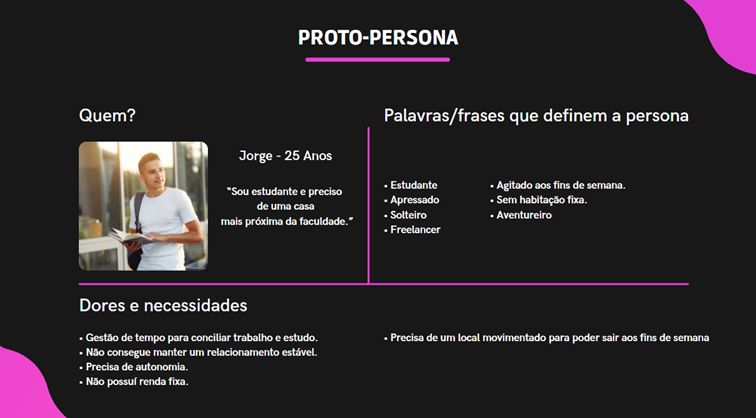 PROTO-PERSONA
Quem?
Jorge - 25 Anos
“Sou estudante e preciso
de uma casa
mais próxima da faculdade.”
Palavras/frases que definem a persona
• Estudante
• Apressado
• Solteiro
• Freelancer
• Agitado aos fins de semana.
• Sem habitação fixa.
• Aventureiro
Dores e necessidades
• Gestão de tempo para conciliar trabalho e estudo.
• Não consegue manter um relacionamento estável.
• Precisa de autonomia.
• Não possuí renda fixa.
• Precisa de um local movimentado para poder sair aos fins de semana